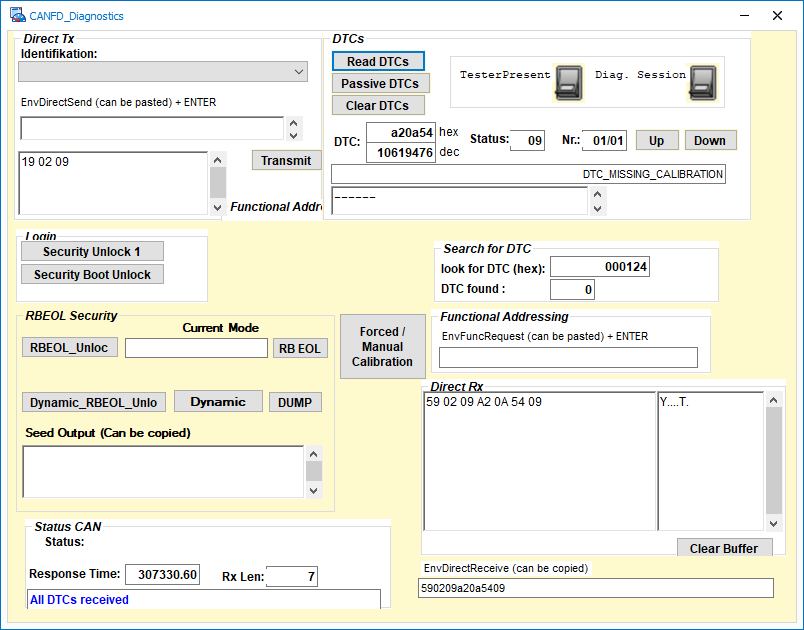 CANFD_Diagnostics
Direct Tx
Identifikation:
EnvDirectSend (can be pasted) + ENTER
19 02 09
Transmit
Functional Addre
DTCs
Read DTCs
Passive DTCs
Clear DTCs
TesterPresent
Diag. Session
DTC:
a20a54 hex
10619476 dec
Status: 09
Nr.: 01/01
Up
Down
DTC_MISSING_CALIBRATION
------
Login
Security Unlock 1
Security Boot Unlock
Search for DTC
look for DTC (hex): 000124
DTC found : 0
RBEOL Security
Current Mode
RBEOL_Unloc
RB EOL
Dynamic_RBEOL_Unlo
Dynamic
DUMP
Seed Output (Can be copied)
Forced /
Manual
Calibration
Functional Addressing
EnvFuncRequest (can be pasted) + ENTER
Direct Rx
59 02 09 A2 0A 54 09
Y....T.
Clear Buffer
EnvDirectReceive (can be copied)
590209a20a5409
Status CAN
Status:
Response Time: 307330.60
Rx Len: 7
All DTCs received